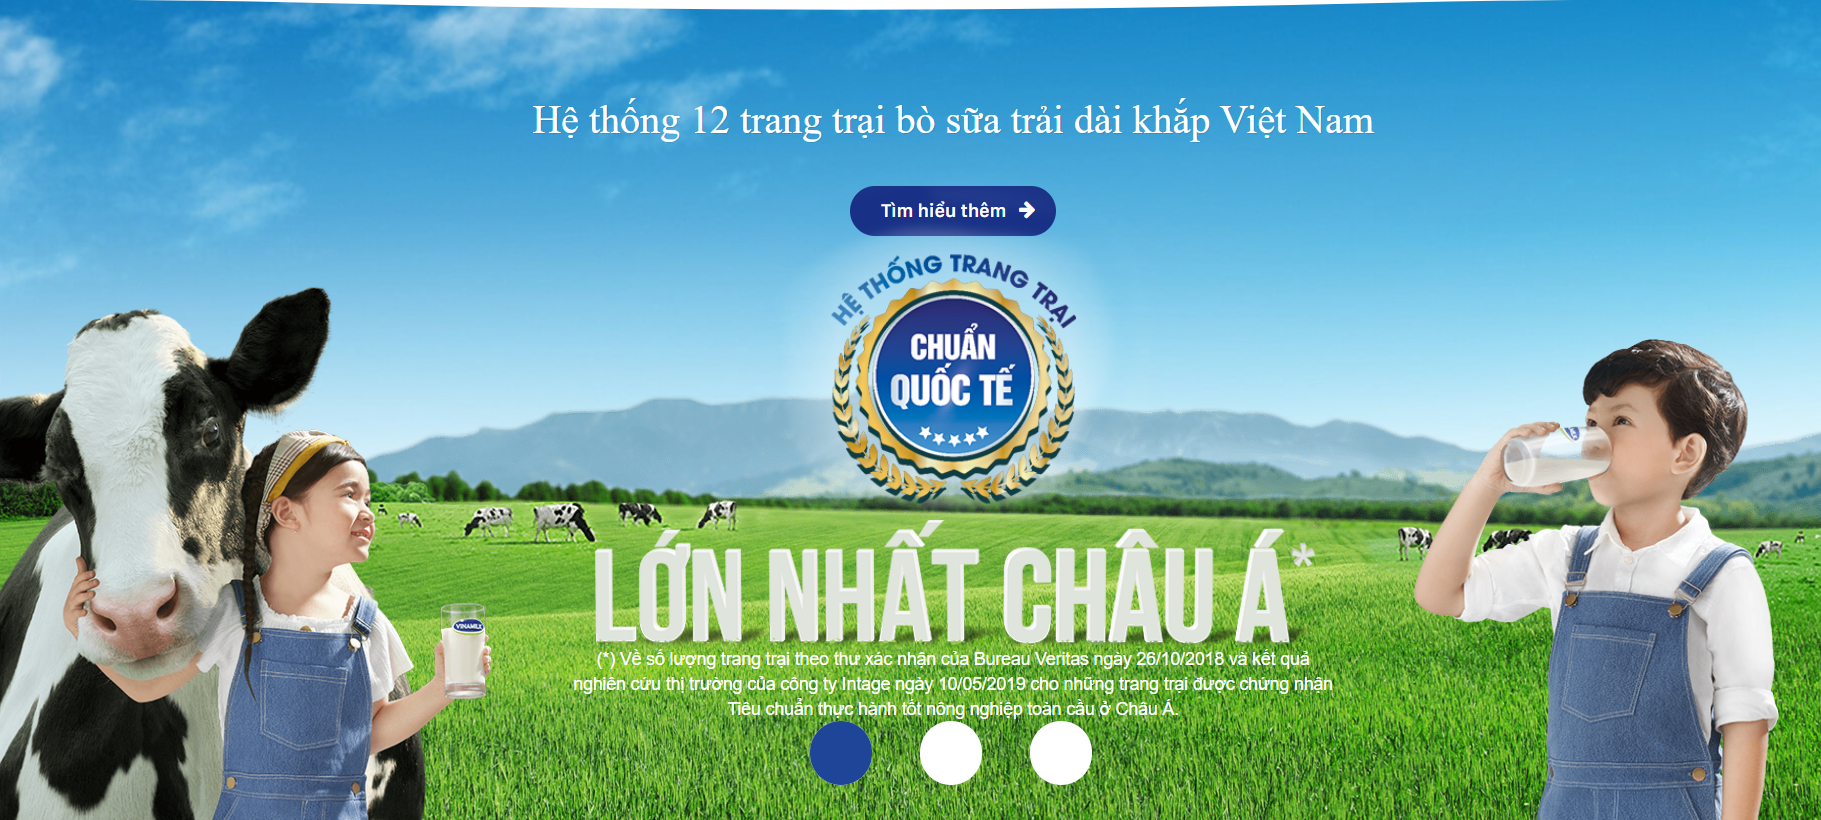 Hệ thống 12 trang trại bò sữa trải dài khắp Việt Nam
Tìm hiểu thêm
HỆ THỐNG TRANG TRẠI
CHUẨN
QUỐC TẾ
LỚN NHẤT CHÂU Á*
(*) Về số lượng trang trại theo thư xác nhận của Bureau Veritas ngày 26/10/2018 và kết quả
nghiên cứu thị trường của công ty Intage ngày 10/05/2019 cho những trang trại được chứng nhận
Tiêu chuẩn thực hành tốt nông nghiệp toàn cầu ở Châu Á.
VINAMILK